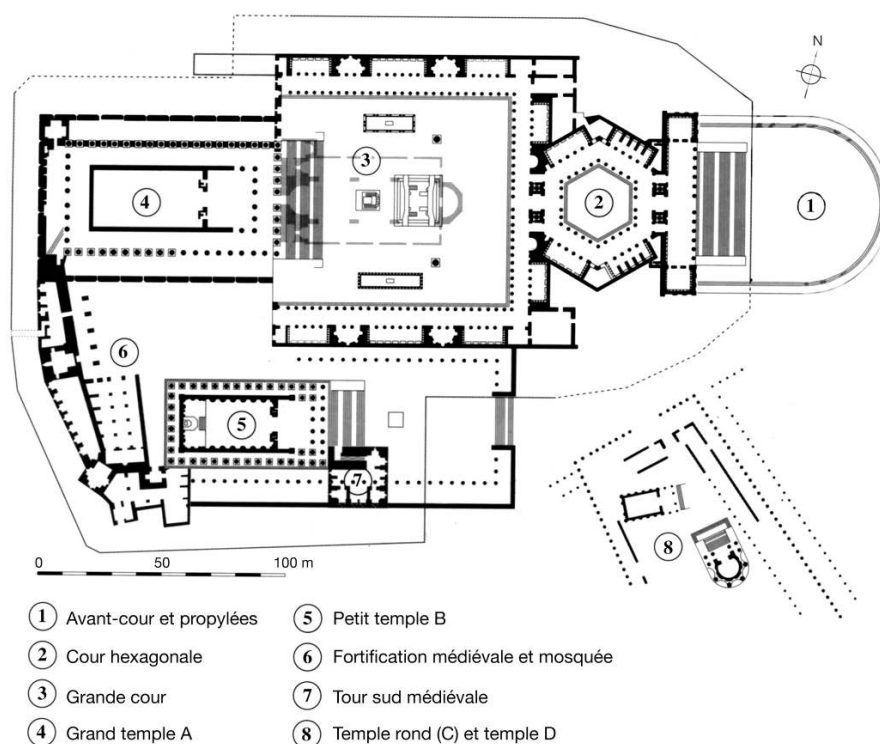 N
3
4
2
1
6
5
7
8
0 50 100 m
1 Avant-cour et propylées
2 Cour hexagonale
3 Grande cour
4 Grand temple A
5 Petit temple B
6 Fortification médiévale et mosquée
7 Tour sud médiévale
8 Temple rond (C) et temple D